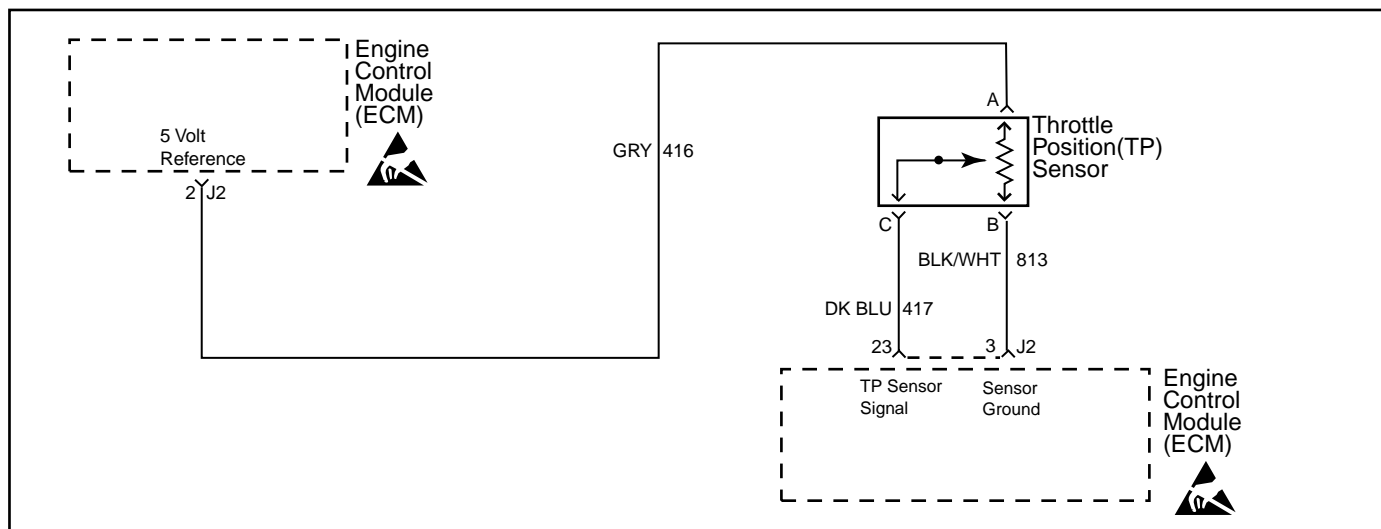 Engine
Control
Module
(ECM)
5 Volt
Reference
2 J2
GRY 416
A
Throttle
Position(TP)
Sensor
C B
BLK/WHT 813
DK BLU 417
23 3 J2
TP Sensor
Signal
Sensor
Ground
Engine
Control
Module
(ECM)